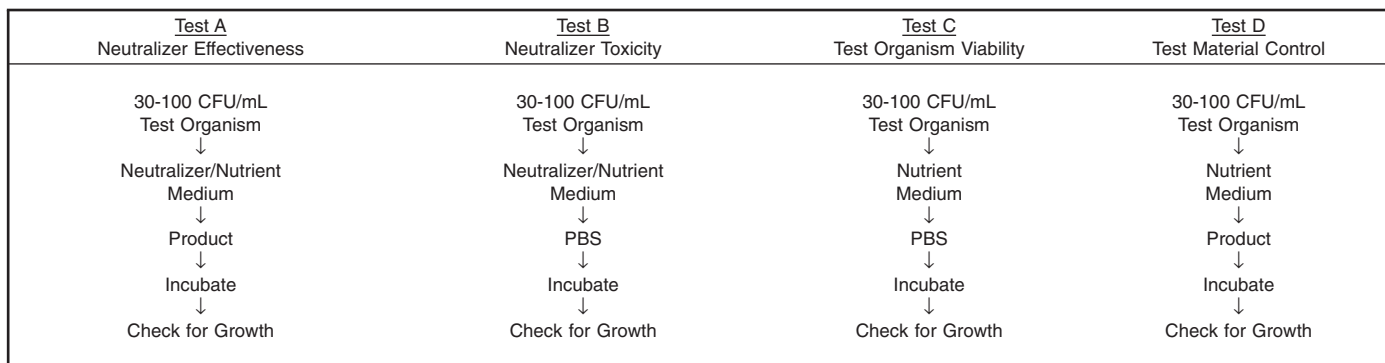 Test A
Neutralizer Effectiveness
30-100 CFU/mL
Test Organism
↓
Neutralizer/Nutrient
Medium
↓
Product
↓
Incubate
↓
Check for Growth
Test B
Neutralizer Toxicity
30-100 CFU/mL
Test Organism
↓
Neutralizer/Nutrient
Medium
↓
PBS
↓
Incubate
↓
Check for Growth
Test C
Test Organism Viability
30-100 CFU/mL
Test Organism
↓
Nutrient
Medium
↓
PBS
↓
Incubate
↓
Check for Growth
Test D
Test Material Control
30-100 CFU/mL
Test Organism
↓
Nutrient
Medium
↓
Product
↓
Incubate
↓
Check for Growth